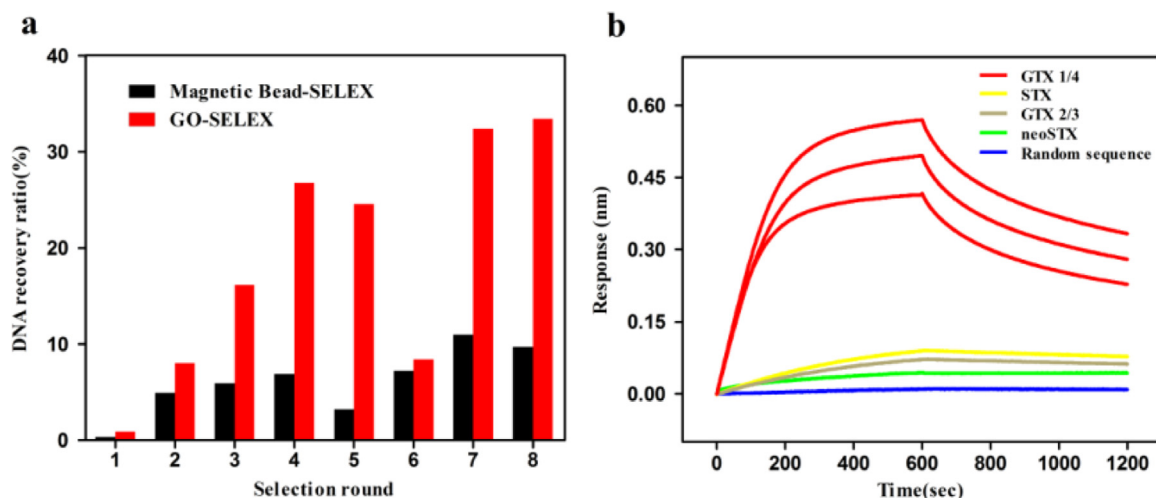 a
DNA recovery ratio(%)
40
30
20
10
0
Magnetic Bead-SELEX
GO-SELEX
1 2 3 4 5 6 7 8
Selection round
b
Response (nm)
0.60
0.45
0.30
0.15
0.00
GTX 1/4
STX
GTX 2/3
neoSTX
Random sequence
0 200 400 600 800 1000 1200
Time(sec)